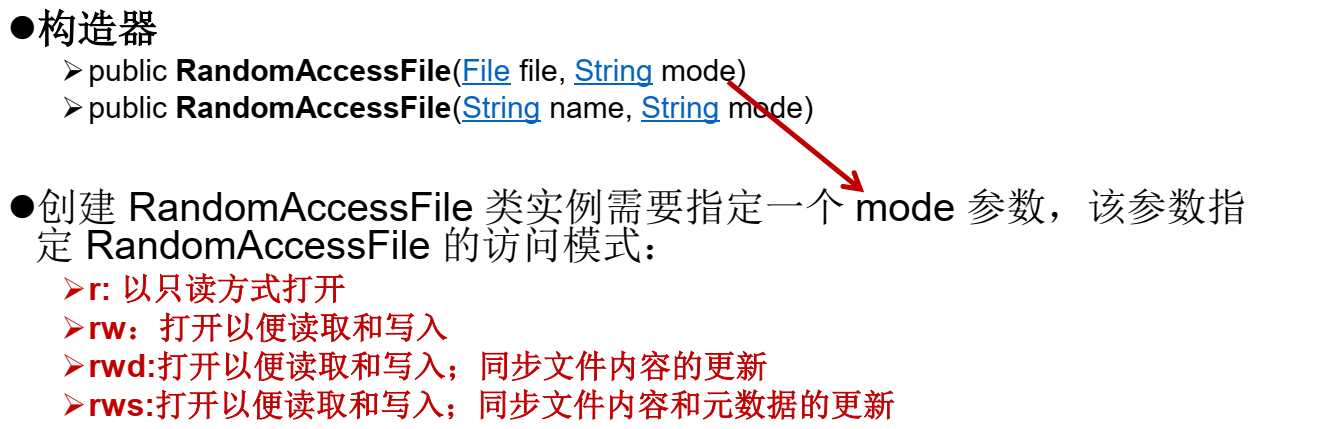 ●构造器
➢public RandomAccessFile(File file, String mode)
➢public RandomAccessFile(String name, String mode)
●创建 RandomAccessFile 类实例需要指定一个 mode 参数，该参数指
定 RandomAccessFile 的访问模式：
➢r: 以只读方式打开
➢rw：打开以便读取和写入
➢rwd:打开以便读取和写入；同步文件内容的更新
➢rws:打开以便读取和写入；同步文件内容和元数据的更新